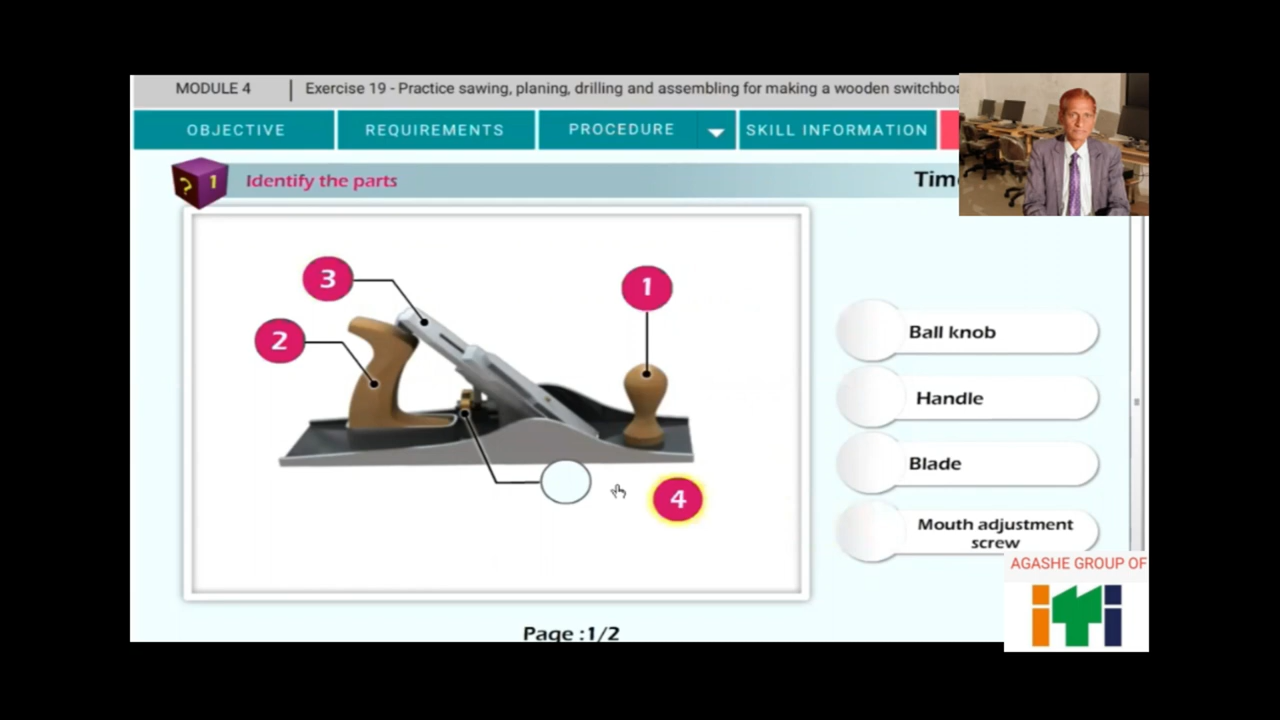 MODULE 4 | Exercise 19 - Practice sawing, planing, drilling and assembling for making a wooden switchboa
OBJECTIVE
REQUIREMENTS
PROCEDURE
SKILL INFORMATION
? 1
Identify the parts
Tim
3
1
2
4
Ball knob
Handle
Blade
Mouth adjustment
screw
AGASHE GROUP OF
iTi
Page :1/2